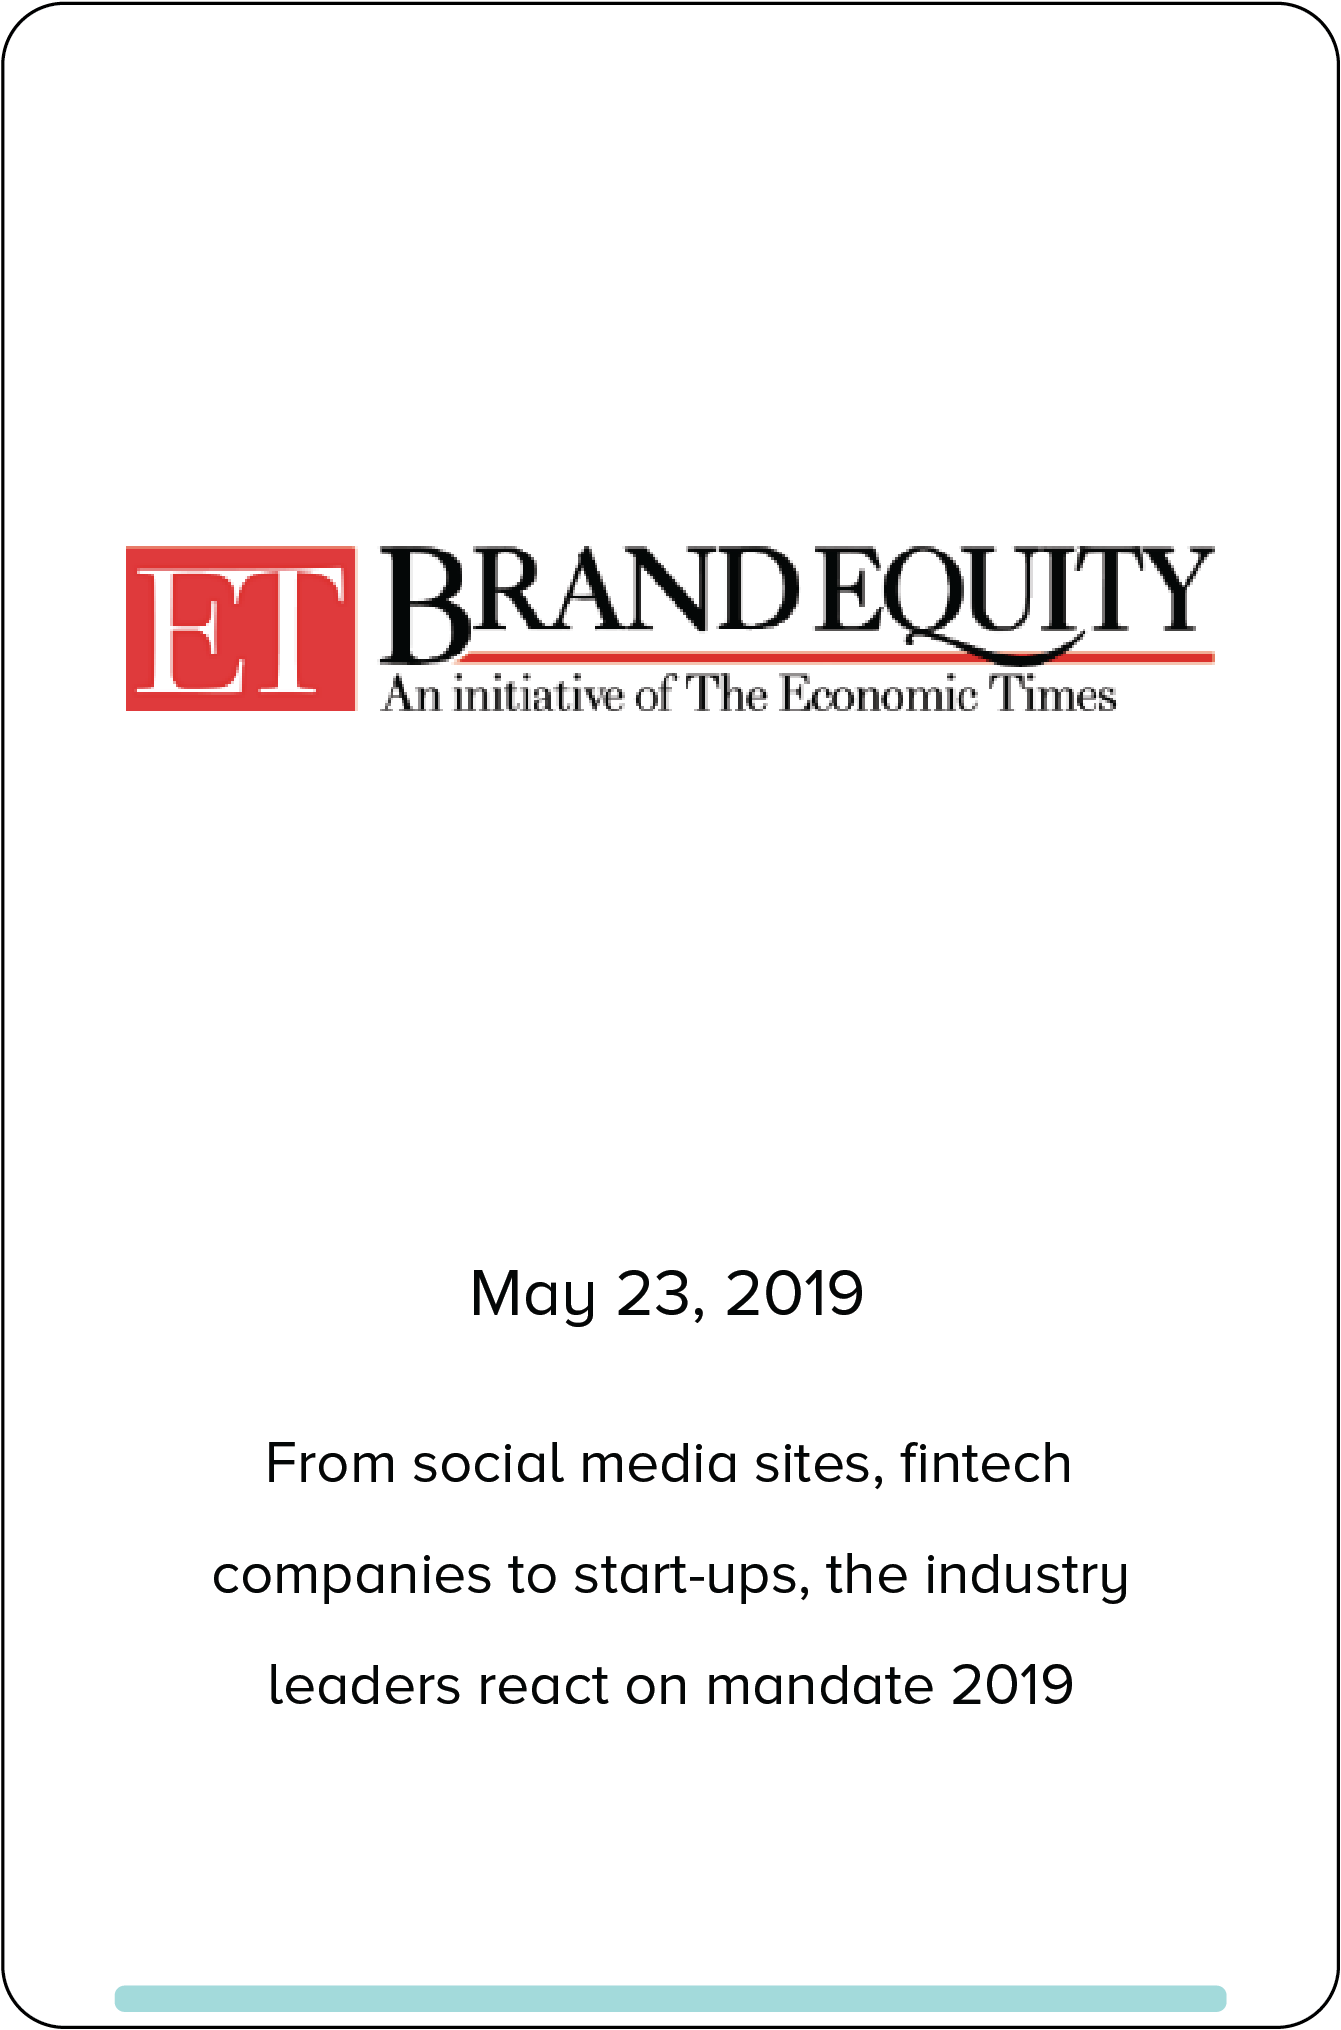 ET BRAND EQUITY
An initiative of The Economic Times
May 23, 2019
From social media sites, fintech
companies to start-ups, the industry
leaders react on mandate 2019